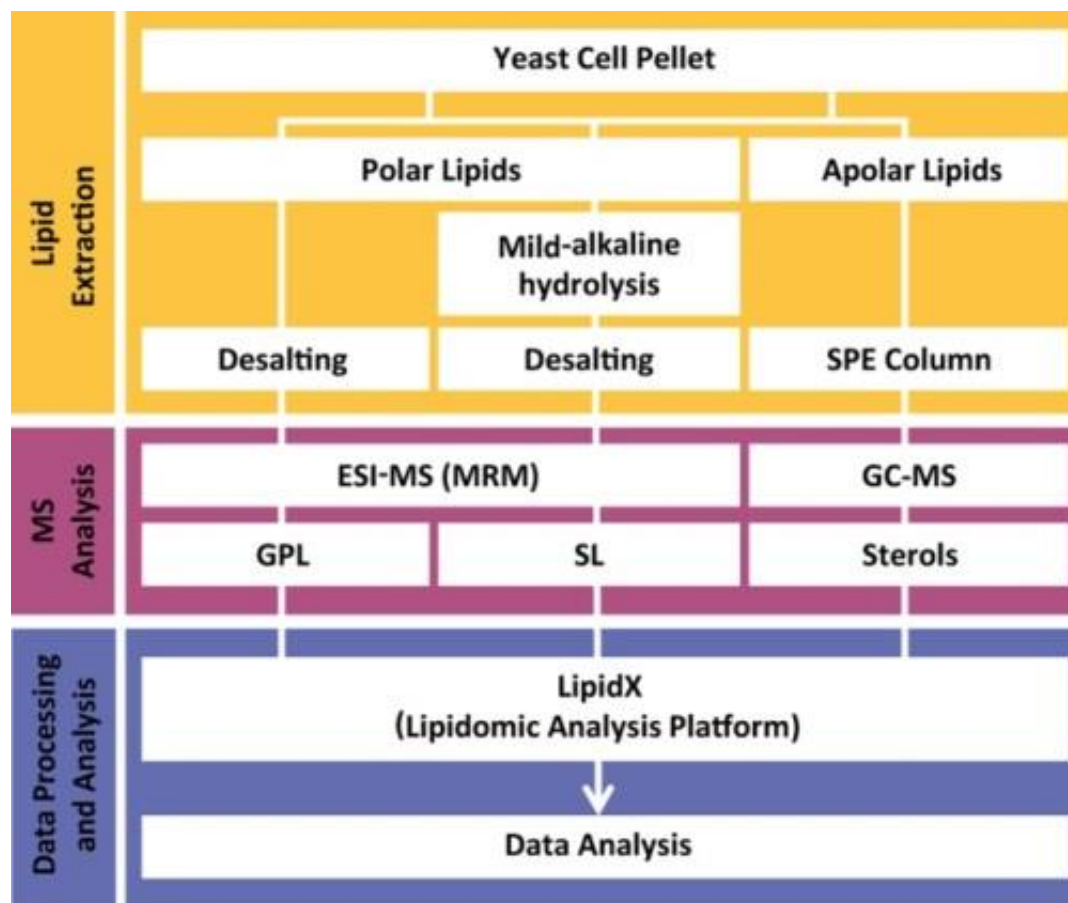 Yeast Cell Pellet
Polar Lipids
Apolar Lipids
Mild-alkaline
hydrolysis
Desalting
Desalting
SPE Column
Lipid
Extraction
ESI-MS (MRM)
GC-MS
GPL
SL
Sterols
MS
Analysis
LipidX
(Lipidomic Analysis Platform)
Data Analysis
Data Processing
and Analysis